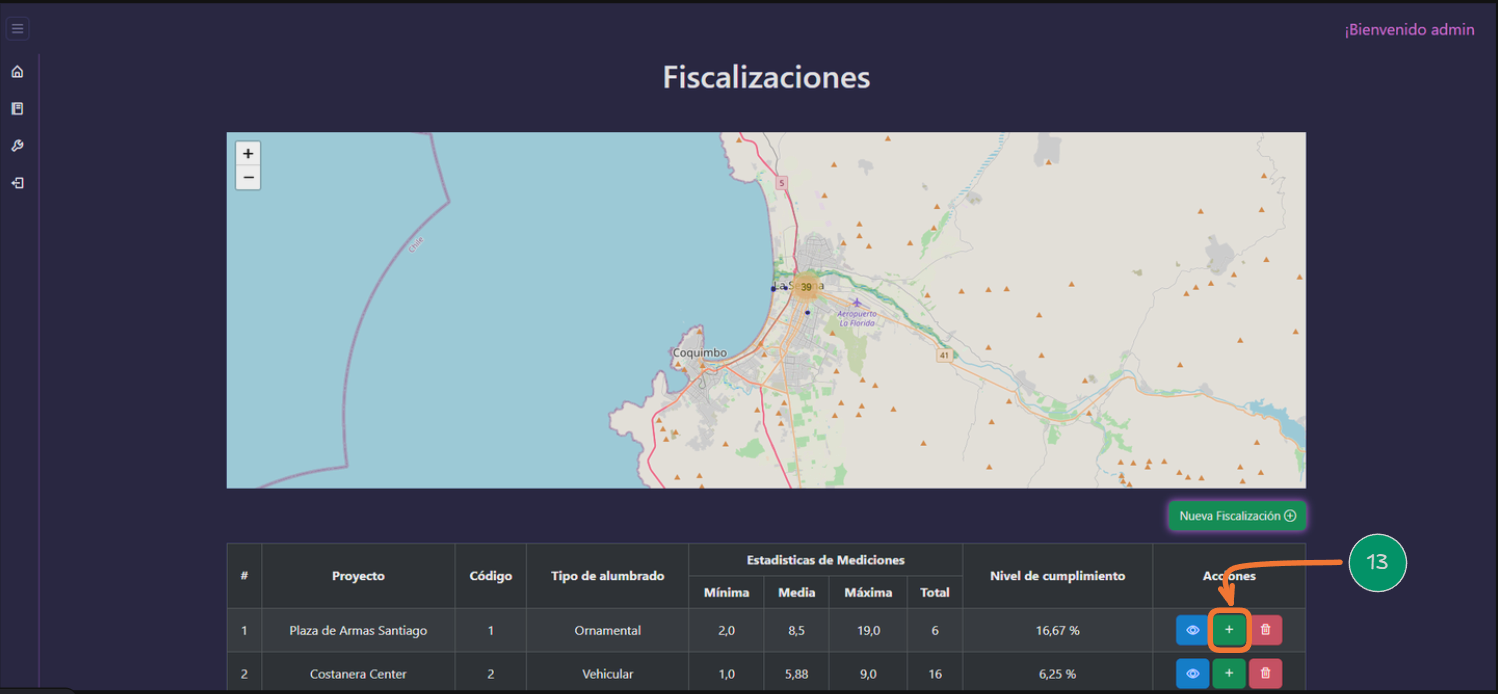 ¡Bienvenido admin
Fiscalizaciones
+
−
5
Chile
La Serena
39
Aeropuerto
La Florida
Coquimbo
41
Nueva Fiscalización
13
# Proyecto Código Tipo de alumbrado Estadisticas de Mediciones Nivel de cumplimiento Acciones
Mínima Media Máxima Total
1 Plaza de Armas Santiago 1 Ornamental 2,0 8,5 19,0 6 16,67 % +
2 Costanera Center 2 Vehicular 1,0 5,88 9,0 16 6,25 % +